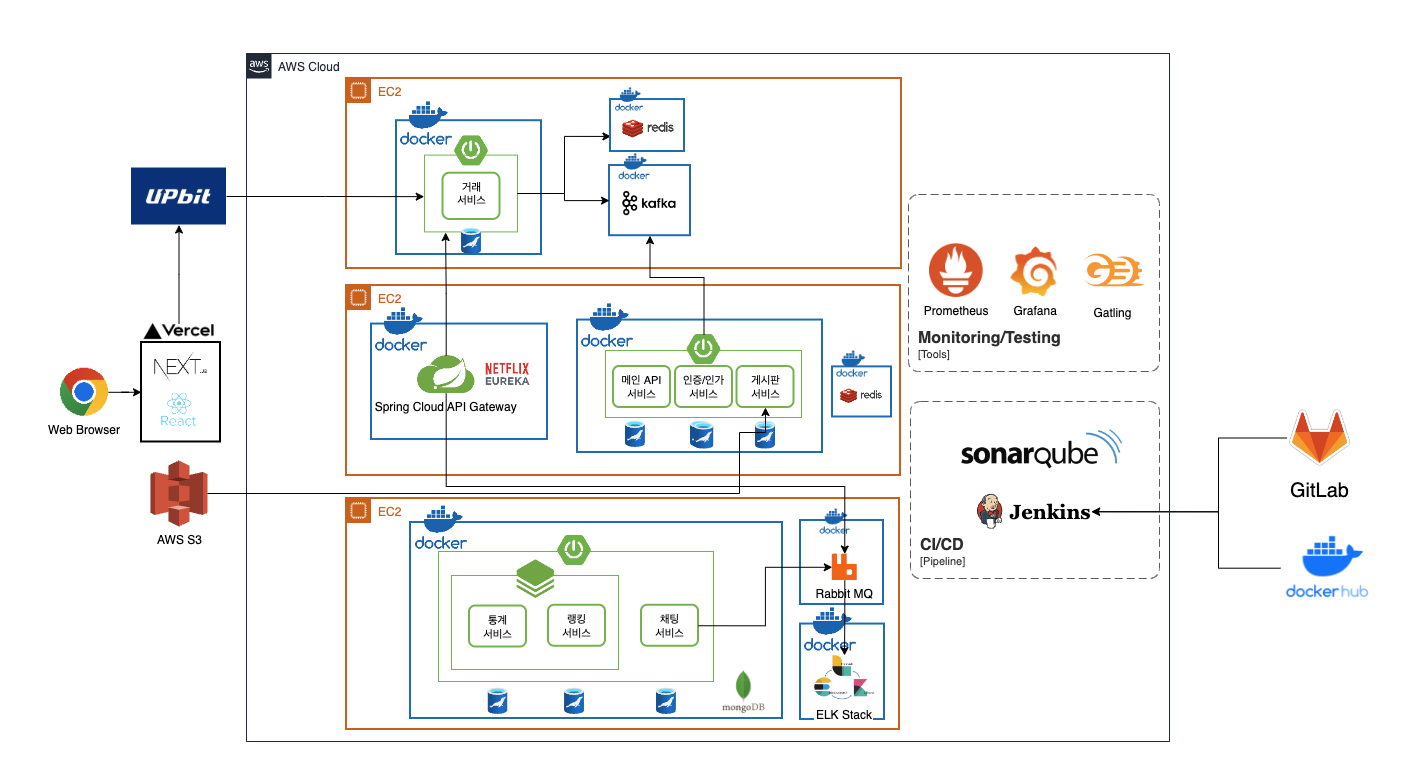 aws
AWS Cloud
EC2
docker
docker
redis
거래
서비스
docker
kafka
UPbit
Vercel
NEXT.JS
React
Web Browser
AWS S3
EC2
docker
NETFLIX
EUREKA
Spring Cloud API Gateway
docker
메인 API
서비스
인증/인가
서비스
게시판
서비스
docker
redis
EC2
docker
통계
서비스
랭킹
서비스
채팅
서비스
mongoDB
docker
Rabbit MQ
docker
ELK Stack
Prometheus
Grafana
Gatling
Monitoring/Testing
[Tools]
sonarqube
Jenkins
CI/CD
[Pipeline]
GitLab
dockerhub